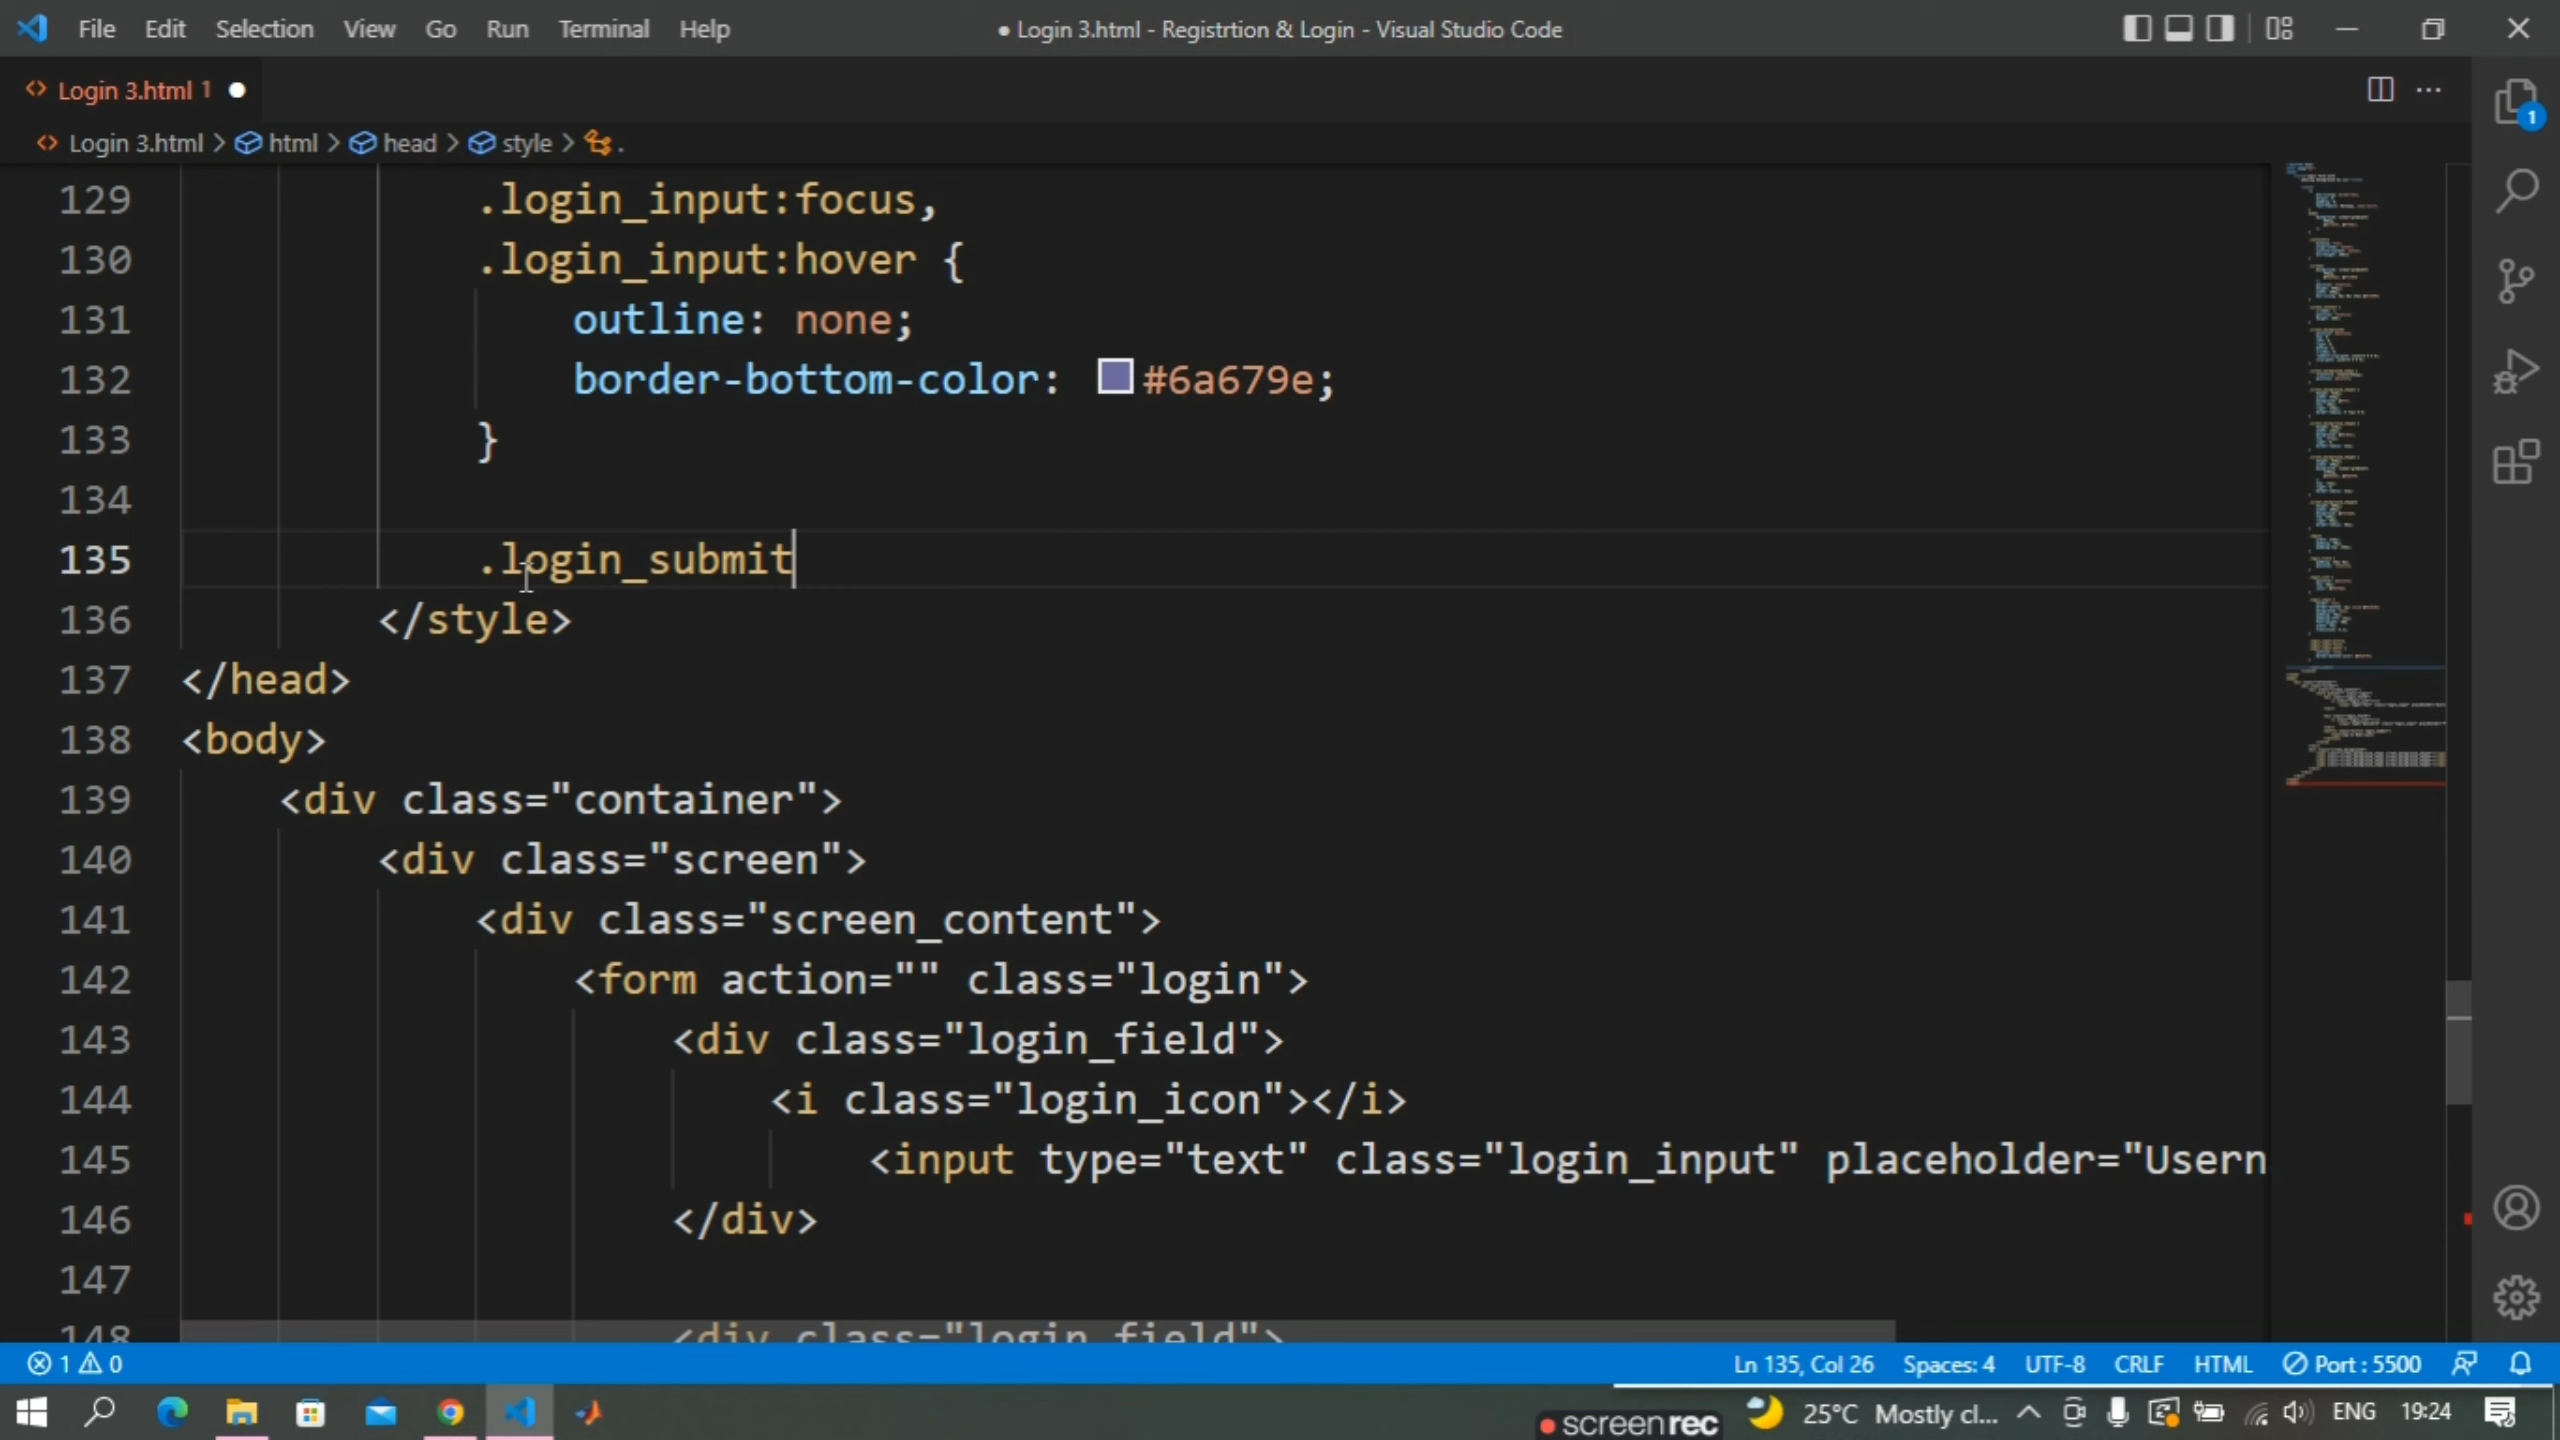 File Edit Selection View Go Run Terminal Help
● Login 3.html - Registrtion & Login - Visual Studio Code
Login 3.html 1
Login 3.html > html > head > style > .
129 .login_input:focus,
130 .login_input:hover {
131 outline: none;
132 border-bottom-color: #6a679e;
133 }
134
135 .login_submit
136 </style>
137 </head>
138 <body>
139 <div class="container">
140 <div class="screen">
141 <div class="screen_content">
142 <form action="" class="login">
143 <div class="login_field">
144 <i class="login_icon"></i>
145 <input type="text" class="login_input" placeholder="Usern
146 </div>
147
148 <div class="login_field">
1
1 0
Ln 135, Col 26 Spaces: 4 UTF-8 CRLF HTML Port : 5500
screenrec
25°C Mostly cl... ENG 19:24